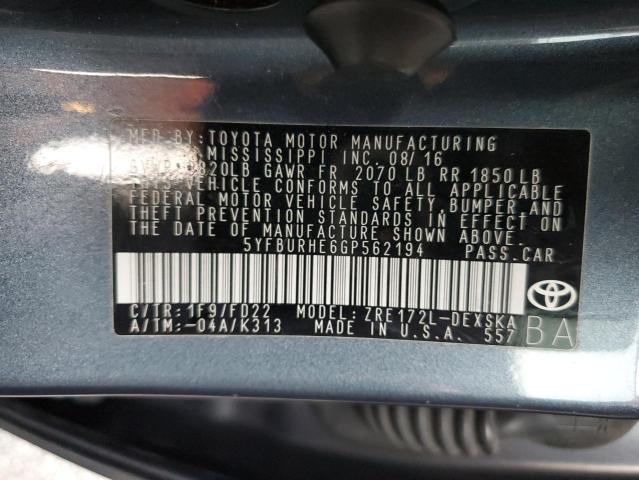 MFD BY: TOYOTA MOTOR MANUFACTURING
MISSISSIPPI INC. 08/16
GAWR FR 2070 LB RR 1850 LB
THIS VEHICLE CONFORMS TO ALL APPLICABLE
FEDERAL MOTOR VEHICLE SAFETY, BUMPER AND
THEFT PREVENTION STANDARDS IN EFFECT ON
THE DATE OF MANUFACTURE SHOWN ABOVE.
5YFBURHE6GP562194 PASS.CAR
C/TR: 1F9/FD22 MODEL: ZRE172L-DEXSKA
A/TM: -04A/K313 MADE IN U.S.A. 557 BA